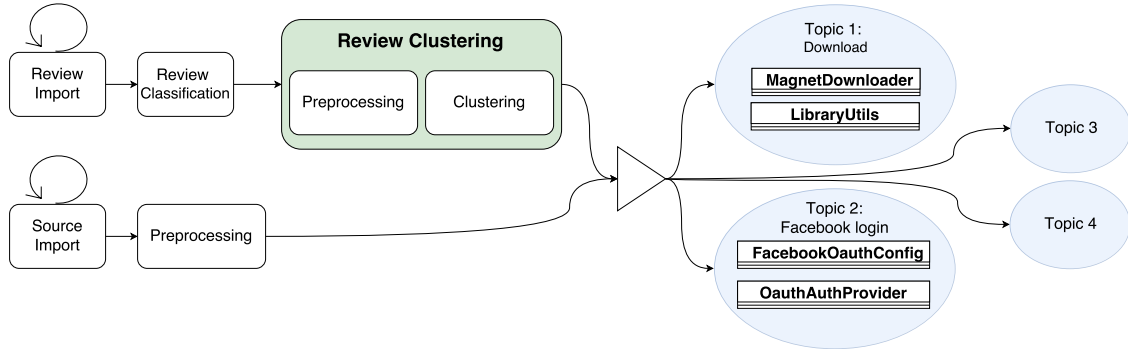 Review
Import
Review
Classification
Review Clustering
Preprocessing
Clustering
Source
Import
Preprocessing
Topic 1:
Download
MagnetDownloader
LibraryUtils
Topic 2:
Facebook login
FacebookOauthConfig
OauthAuthProvider
Topic 3
Topic 4